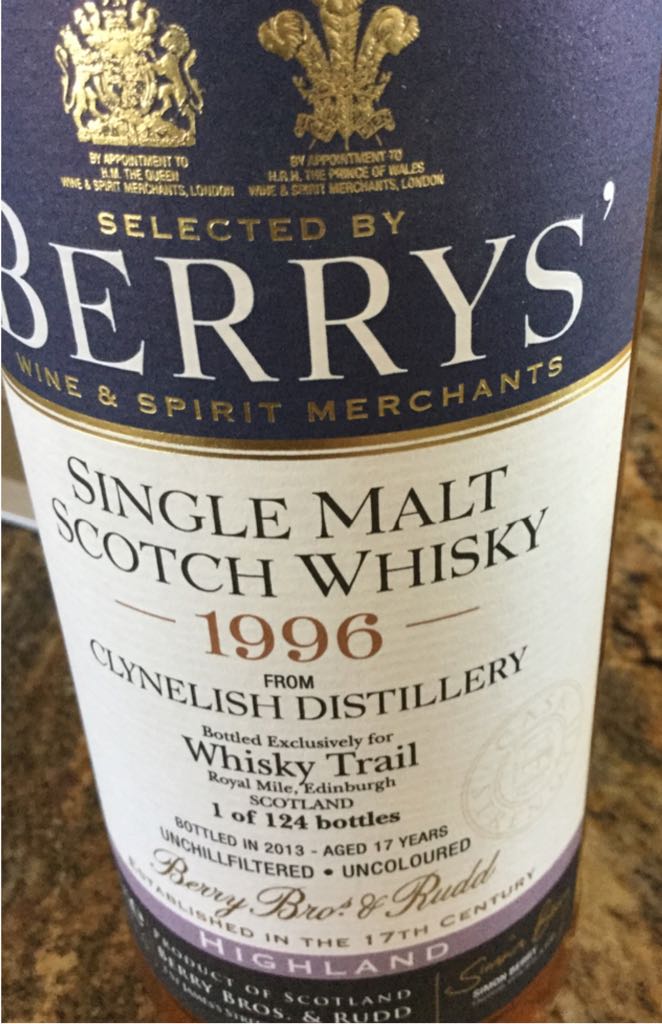 BY APPOINTMENT TO
H.M. THE QUEEN
WINE & SPIRIT MERCHANTS, LONDON
BY APPOINTMENT TO
H.R.H. THE PRINCE OF WALES
WINE & SPIRIT MERCHANTS, LONDON
SELECTED BY
BERRYS'
WINE & SPIRIT MERCHANTS
SINGLE MALT
SCOTCH WHISKY
— 1996 —
FROM
CLYNELISH DISTILLERY
Bottled Exclusively for
Whisky Trail
Royal Mile, Edinburgh
SCOTLAND
1 of 124 bottles
BOTTLED IN 2013 - AGED 17 YEARS
UNCHILLFILTERED • UNCOLOURED
Berry Bros. & Rudd
ESTABLISHED IN THE 17TH CENTURY
HIGHLAND
PRODUCT OF SCOTLAND
BERRY BROS. & RUDD
SIMON BERRY